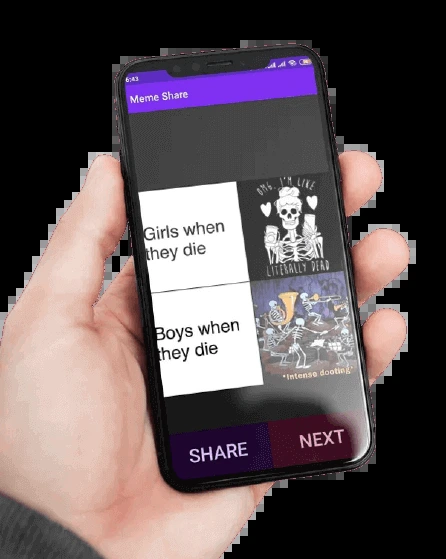 6:43
Meme Share
Girls when
they die
OMG, I'M LIKE
LITERALLY DEAD
Boys when
they die
*intense dooting*
SHARE
NEXT